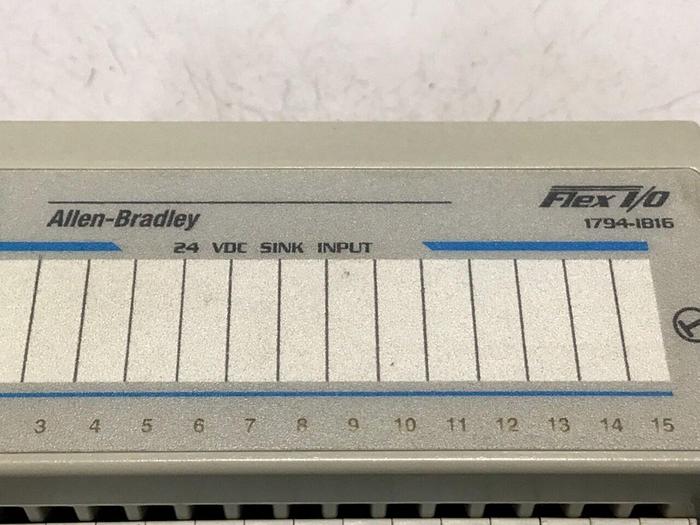 Allen-Bradley
Flex I/O
1794-IB16
24 VDC SINK INPUT
3 4 5 6 7 8 9 10 11 12 13 14 15